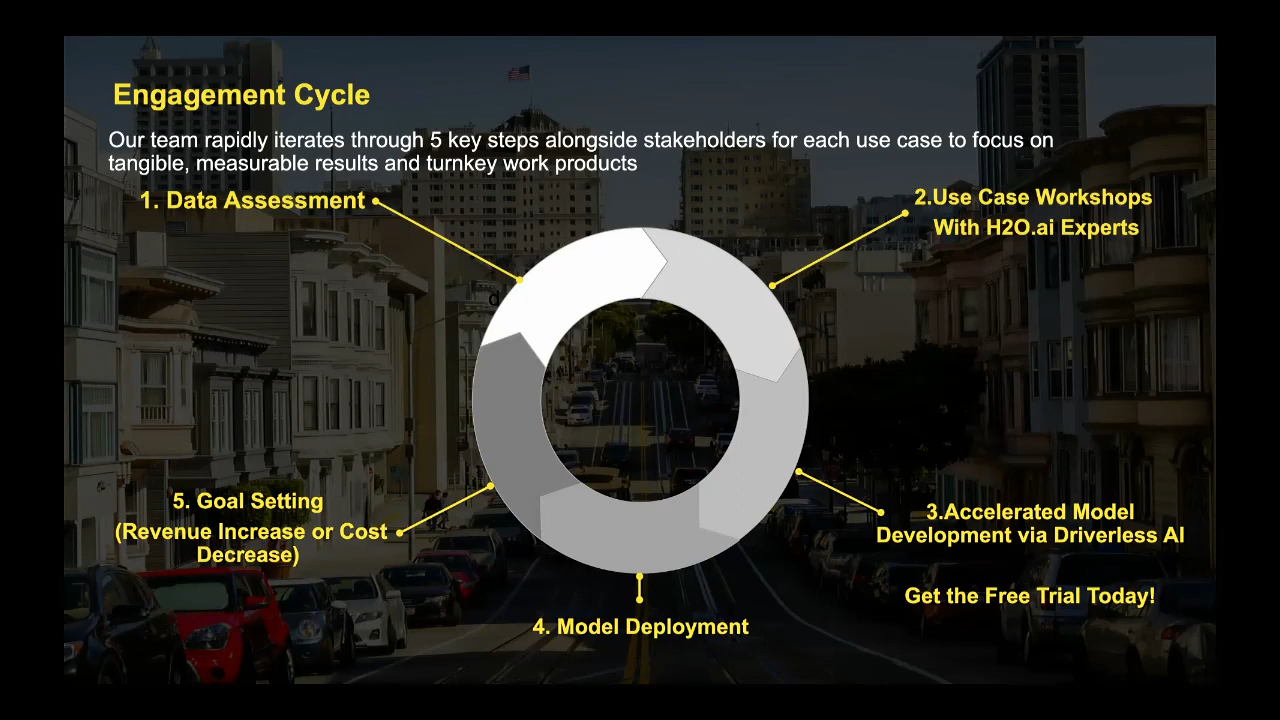 Engagement Cycle
Our team rapidly iterates through 5 key steps alongside stakeholders for each use case to focus on
tangible, measurable results and turnkey work products
1. Data Assessment
2.Use Case Workshops
With H2O.ai Experts
d
5. Goal Setting
(Revenue Increase or Cost
Decrease)
3.Accelerated Model
Development via Driverless AI
Get the Free Trial Today!
4. Model Deployment